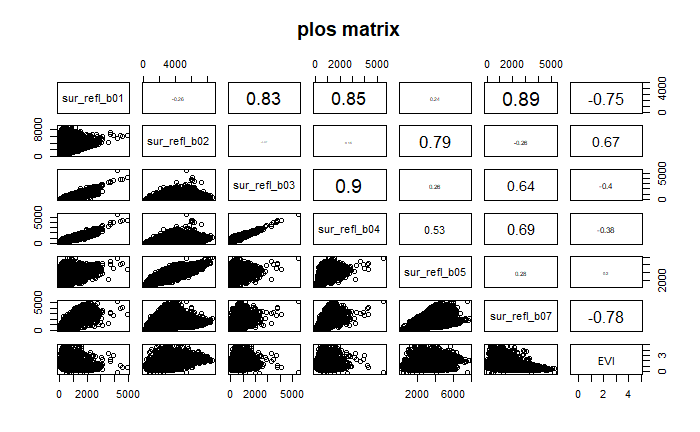 plos matrix
0 4000
0 2000 5000
0 2000 5000
sur_refl_b01 -0.26 0.83 0.85 0.24 0.89 -0.75
0 4000
0 8000
sur_refl_b02 0.79 -0.26 0.67
sur_refl_b03 0.9 0.26 0.64 -0.4
0 5000
0 5000
sur_refl_b04 0.53 0.69 -0.38
sur_refl_b05 0.28
2000
0 5000
sur_refl_b07 -0.78
EVI
0 3
0 2000 5000
0 2000 5000
2000 6000
0 2 4